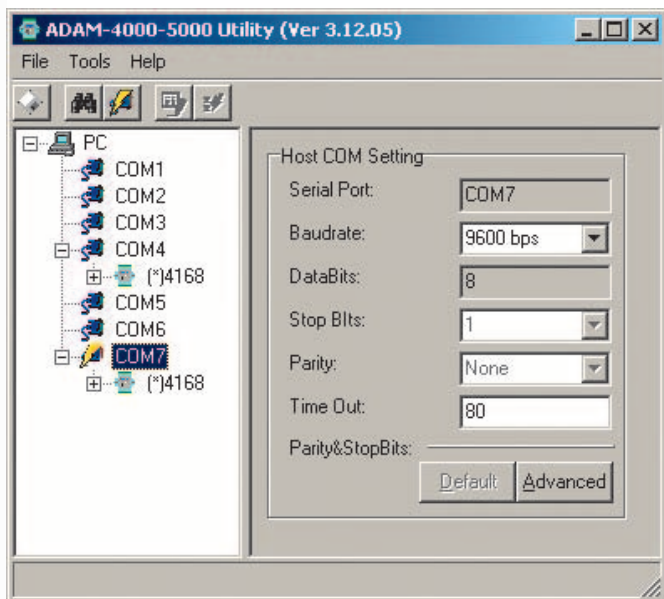 ADAM-4000-5000 Utility (Ver 3.12.05)
File Tools Help
PC
COM1
COM2
COM3
COM4
(*)4168
COM5
COM6
COM7
(*)4168
Host COM Setting
Serial Port: COM7
Baudrate: 9600 bps
DataBits: 8
Stop BIts: 1
Parity: None
Time Out: 80
Parity&StopBits:
Default Advanced